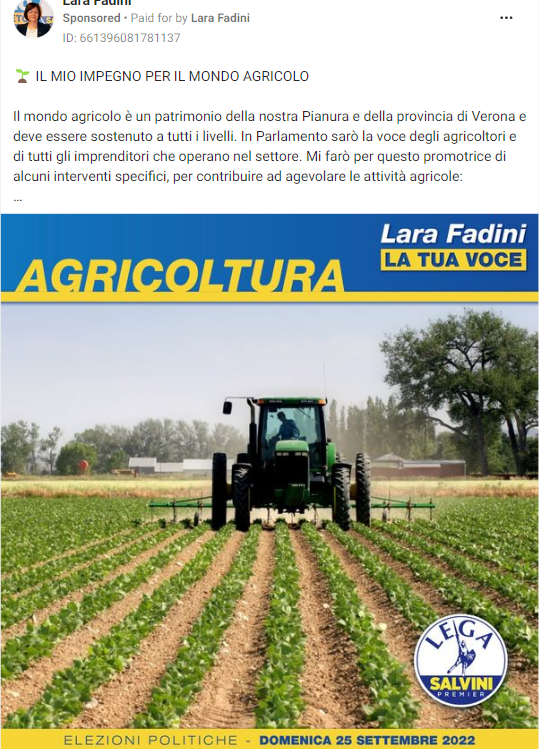 Lara Fadini
Sponsored • Paid for by Lara Fadini
ID: 661396081781137
IL MIO IMPEGNO PER IL MONDO AGRICOLO
Il mondo agricolo è un patrimonio della nostra Pianura e della provincia di Verona e
deve essere sostenuto a tutti i livelli. In Parlamento sarò la voce degli agricoltori e
di tutti gli imprenditori che operano nel settore. Mi farò per questo promotrice di
alcuni interventi specifici, per contribuire ad agevolare le attività agricole:
...
Lara Fadini
LA TUA VOCE
AGRICOLTURA
LEGA
SALVINI
PREMIER
ELEZIONI POLITICHE - DOMENICA 25 SETTEMBRE 2022